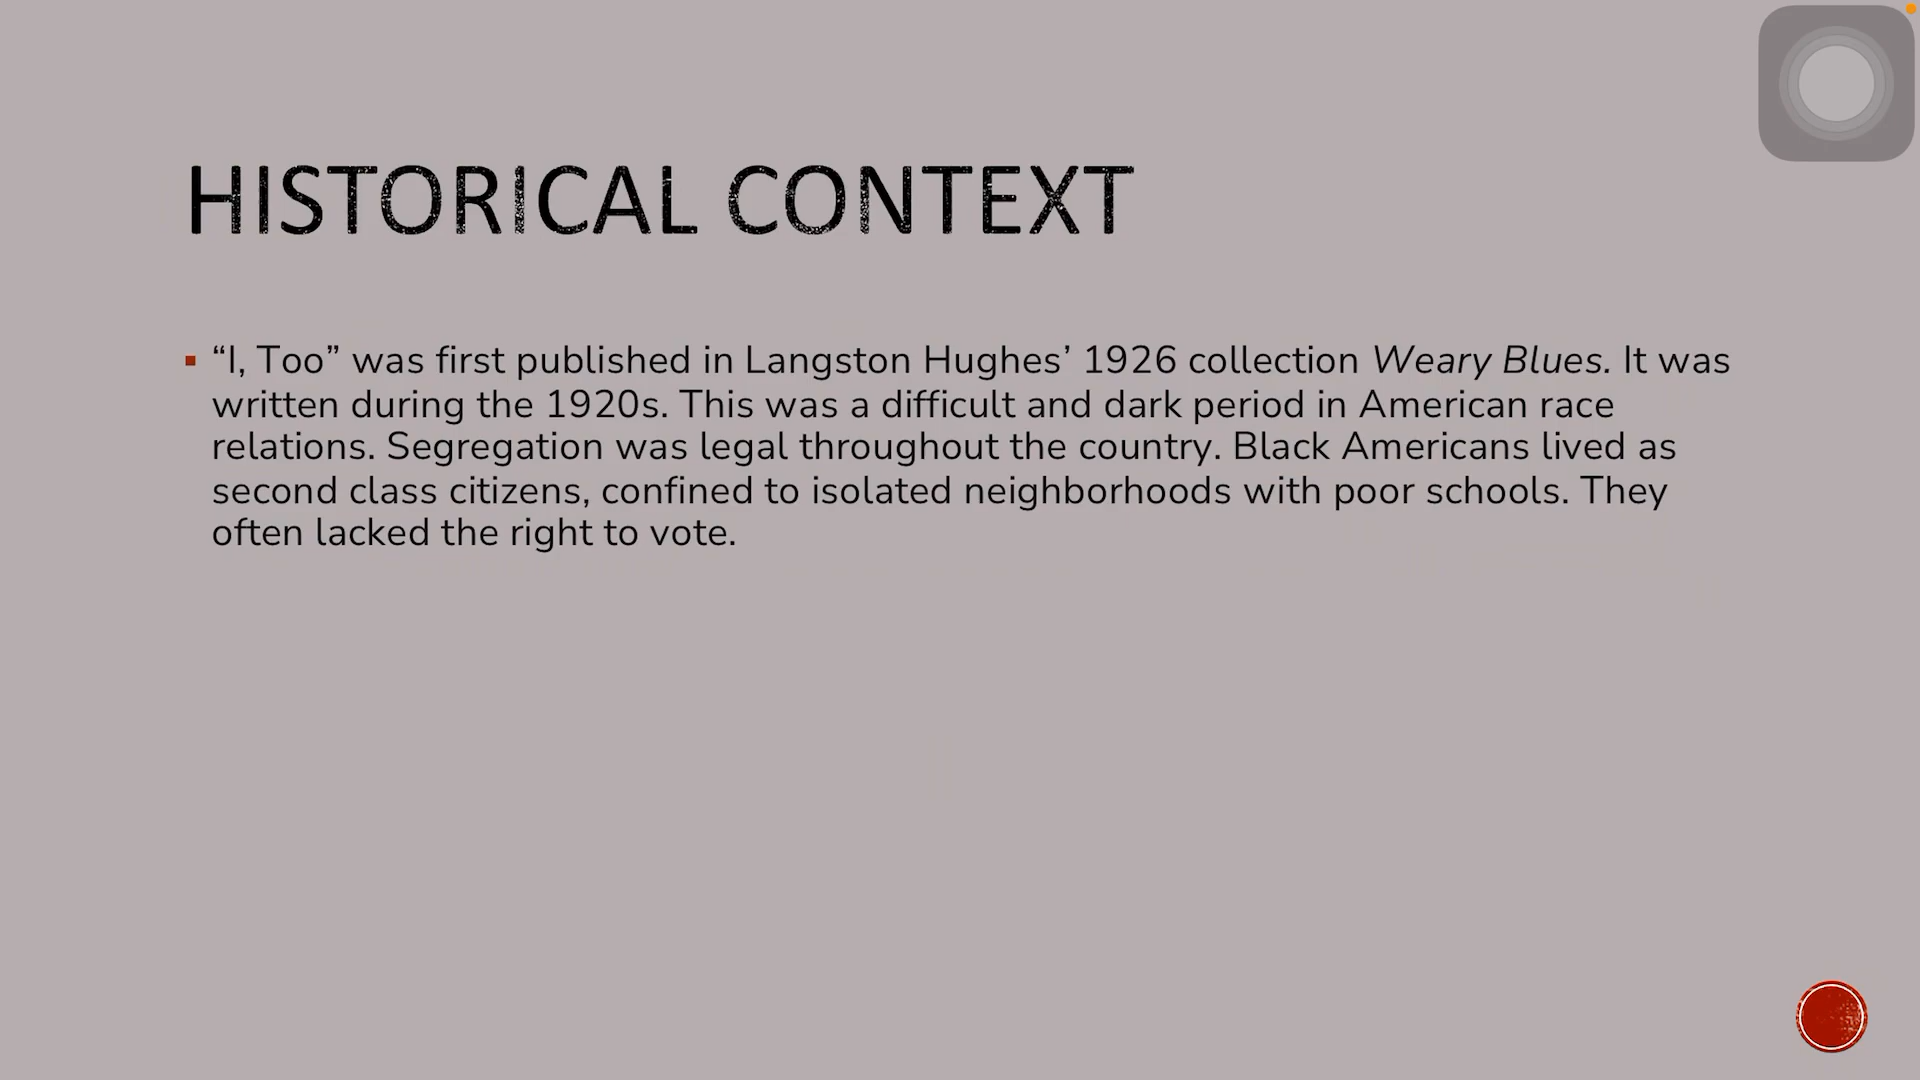 HISTORICAL CONTEXT
“I, Too” was first published in Langston Hughes’ 1926 collection Weary Blues. It was
written during the 1920s. This was a difficult and dark period in American race
relations. Segregation was legal throughout the country. Black Americans lived as
second class citizens, confined to isolated neighborhoods with poor schools. They
often lacked the right to vote.